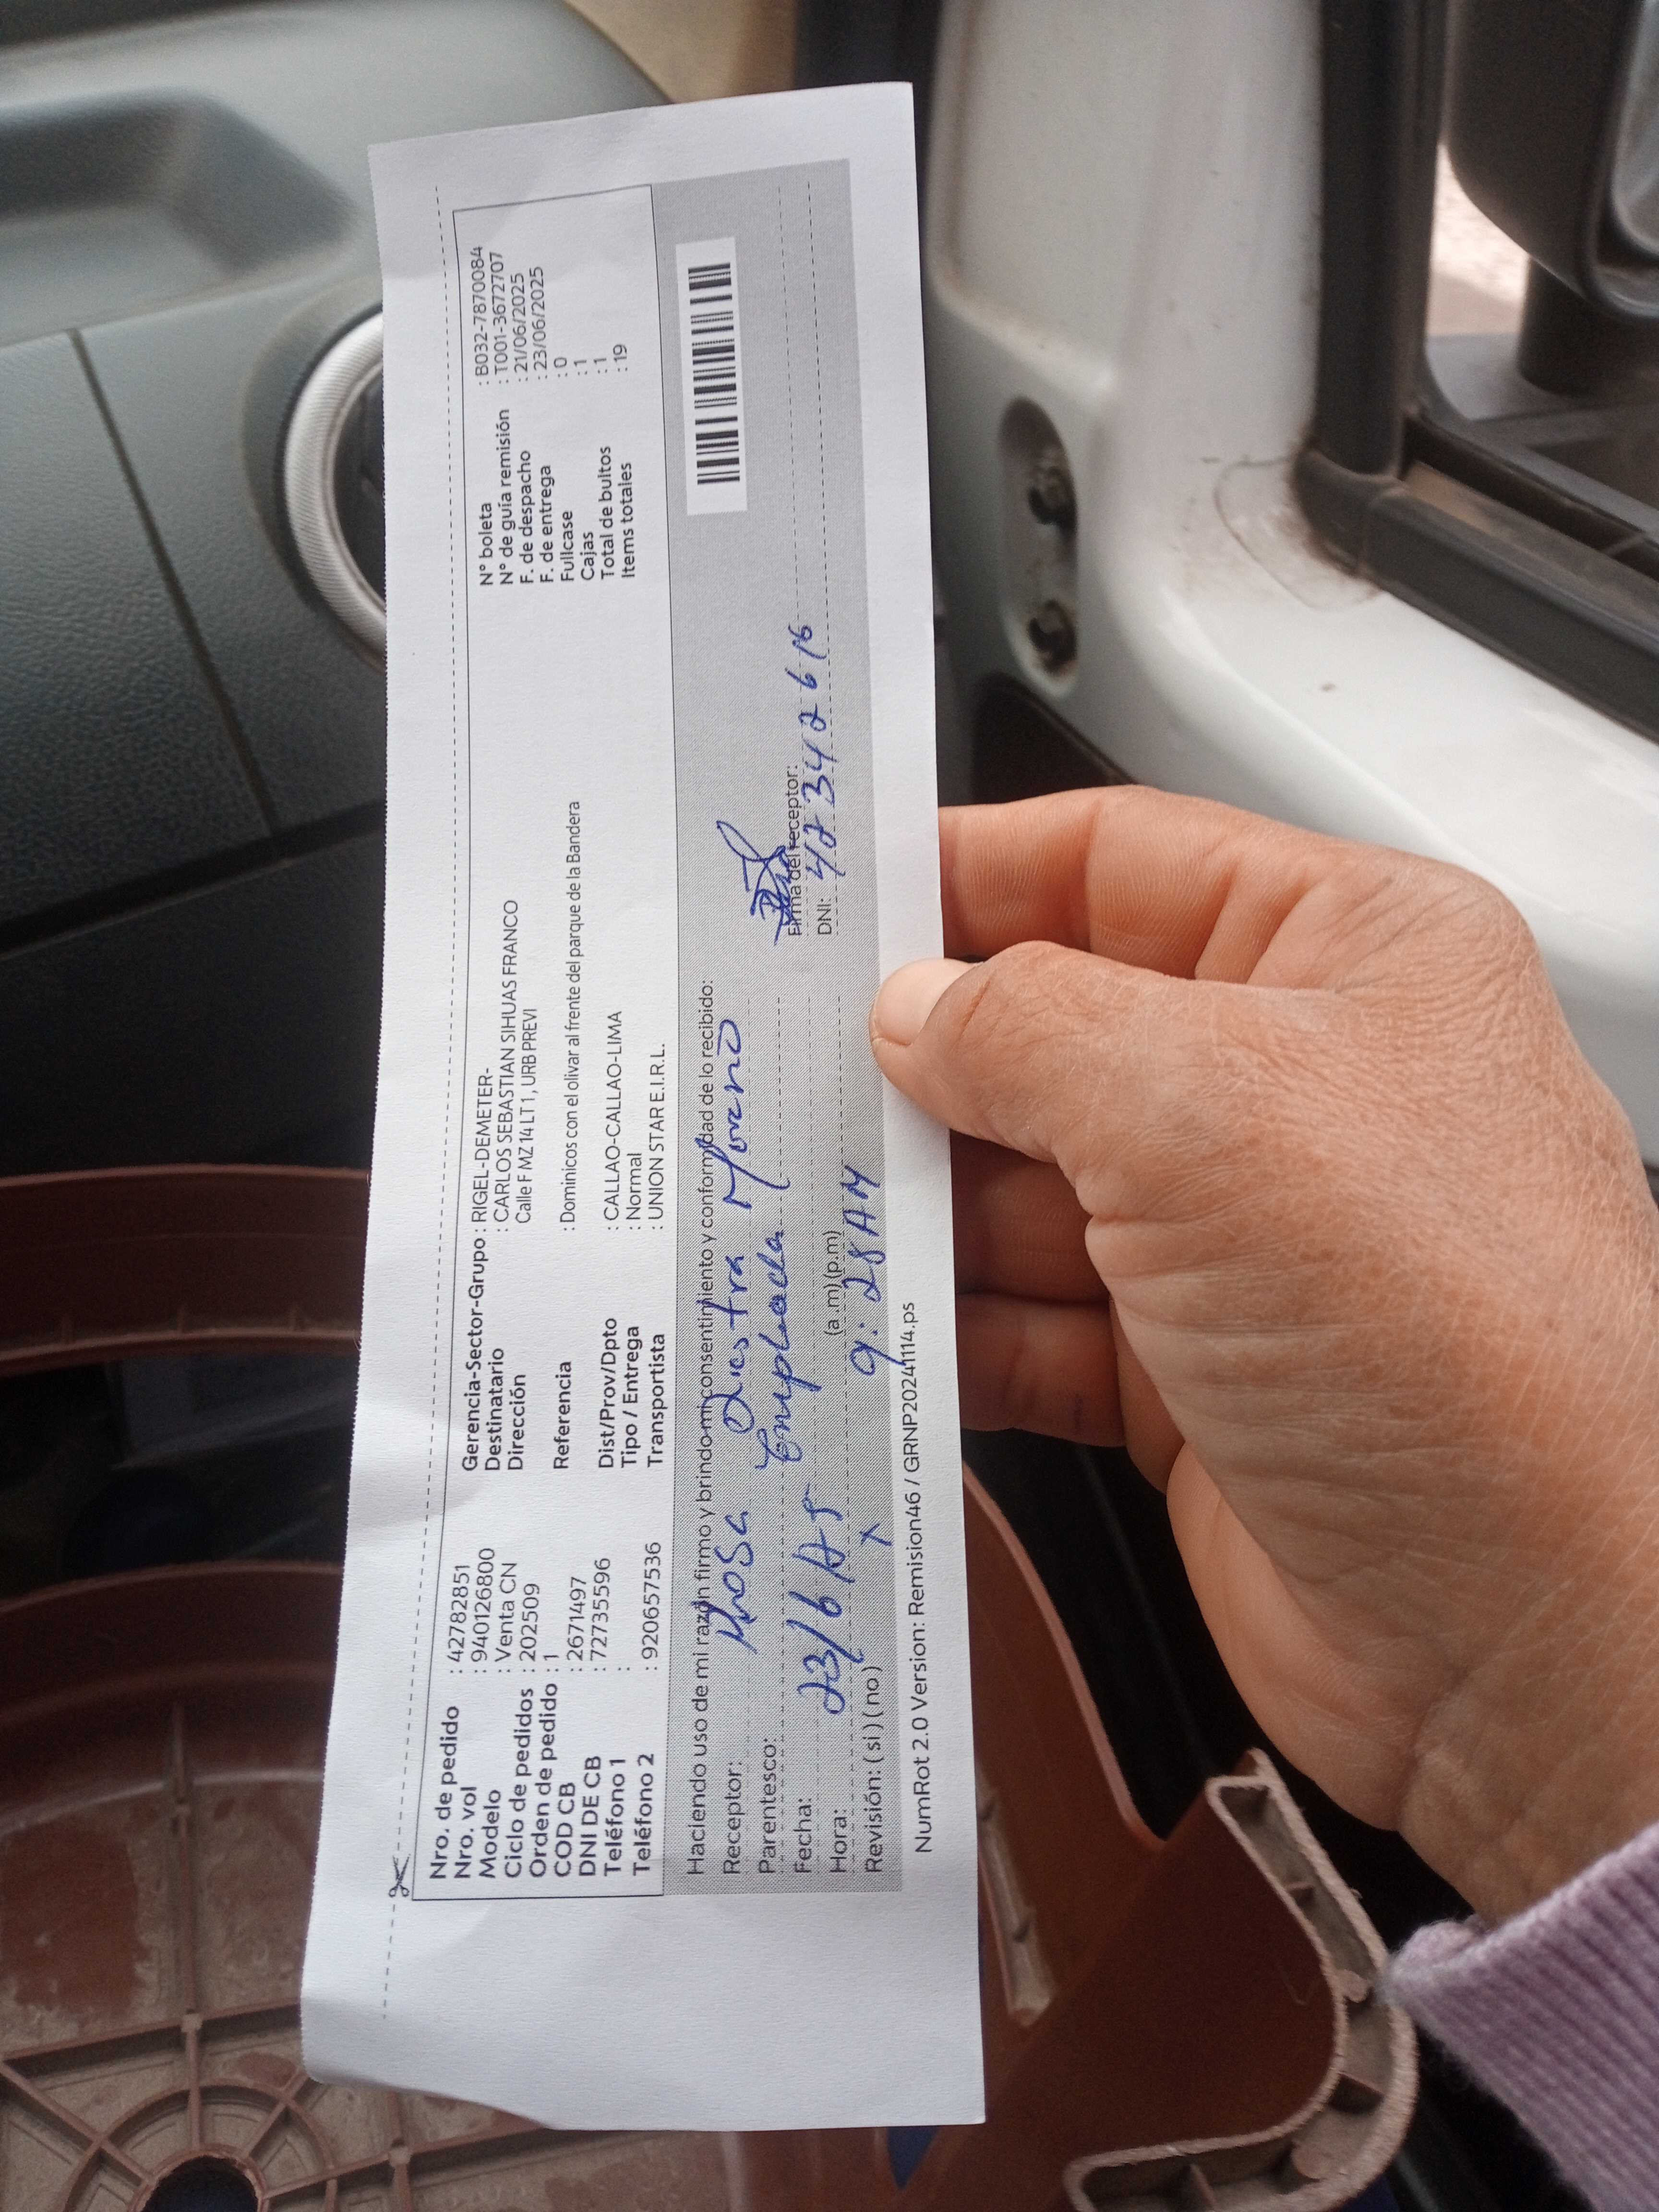 Nro. de pedido : 42782851
Nro. vol : 940126800
Modelo : Venta CN
Ciclo de pedidos : 202509
Orden de pedido : 1
COD CB : 2671497
DNI DE CB : 72735596
Teléfono 1 :
Teléfono 2 : 920657536
Gerencia-Sector-Grupo : RIGEL-DEMETER-
Destinatario : CARLOS SEBASTIAN SIHUAS FRANCO
Dirección Calle F MZ 14 LT 1, URB PREVI
Referencia : Dominicos con el olivar al frente del parque de la Bandera
Dist/Prov/Dpto : CALLAO-CALLAO-LIMA
Tipo / Entrega : Normal
Transportista : UNION STAR E.I.R.L.
N° boleta : B032-7870084
N° de guía remisión : T001-3672707
F. de despacho : 21/06/2025
F. de entrega : 23/06/2025
Fullcase : 0
Cajas : 1
Total de bultos : 1
Items totales : 19
Haciendo uso de mi razón firmo y brindo mi consentimiento y conformidad de lo recibido:
Receptor: Rosa Moreno
Parentesco: Empleada
Fecha: 23/6
Hora: 9:28 AM (a.m) (p.m)
Revisión: ( si ) ( no ) X
Firma del receptor:
DNI:
NumRot 2.0 Version: Remision46 / GRNP20241114.ps